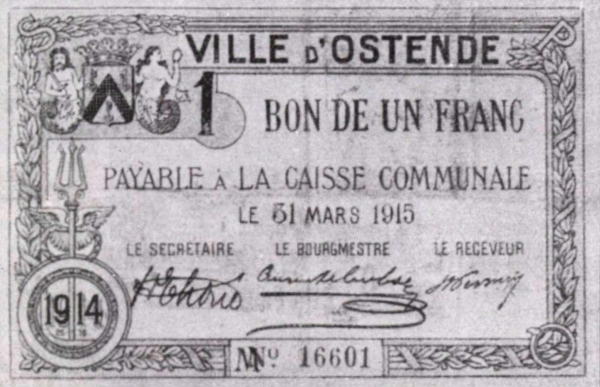 VILLE D'OSTENDE
1 BON DE UN FRANC
PAYABLE À LA CAISSE COMMUNALE
LE 31 MARS 1915
LE SECRÉTAIRE LE BOURGMESTRE LE RECEVEUR
1914
Nº 16601